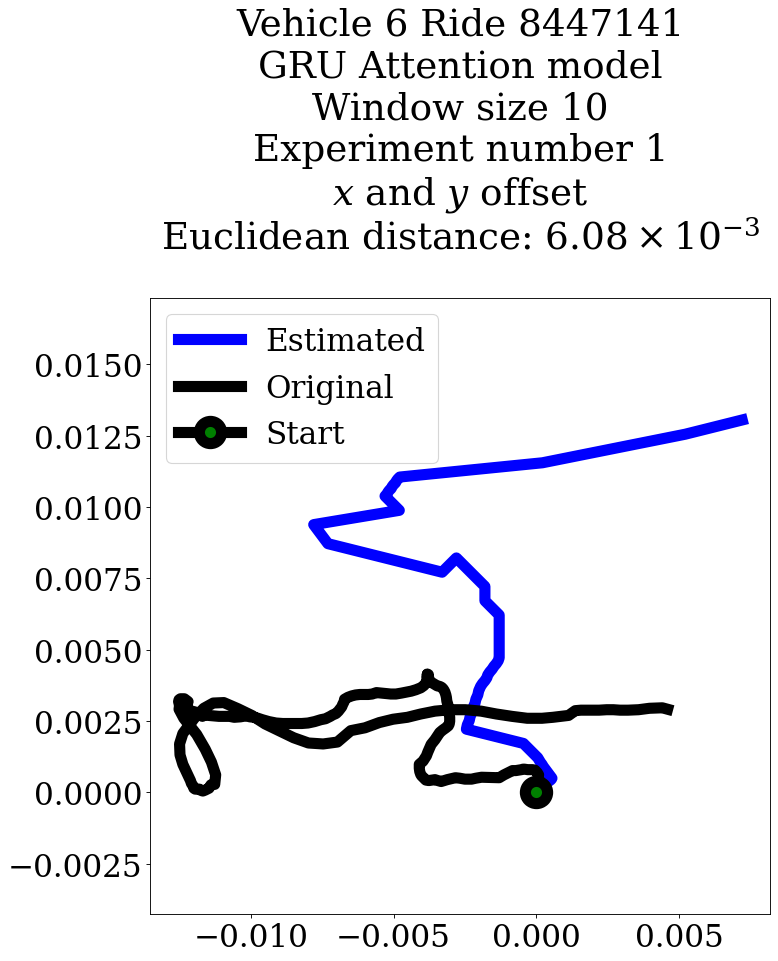 Vehicle 6 Ride 8447141
GRU Attention model
Window size 10
Experiment number 1
x and y offset
Euclidean distance: 6.08 × 10⁻³
Estimated
Original
Start
0.0150
0.0125
0.0100
0.0075
0.0050
0.0025
0.0000
−0.0025
−0.010 −0.005 0.000 0.005